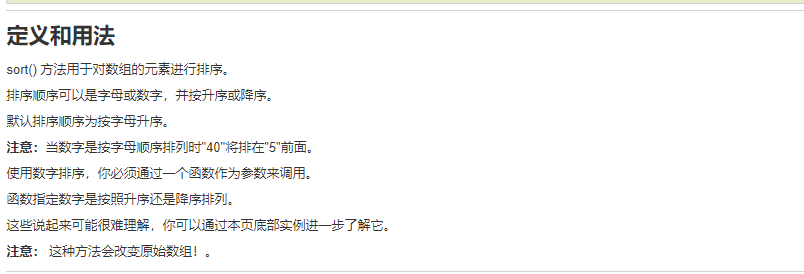 定义和用法
sort() 方法用于对数组的元素进行排序。
排序顺序可以是字母或数字，并按升序或降序。
默认排序顺序为按字母升序。
注意：当数字是按字母顺序排列时"40"将排在"5"前面。
使用数字排序，你必须通过一个函数作为参数来调用。
函数指定数字是按照升序还是降序排列。
这些说起来可能很难理解，你可以通过本页底部实例进一步了解它。
注意： 这种方法会改变原始数组！。